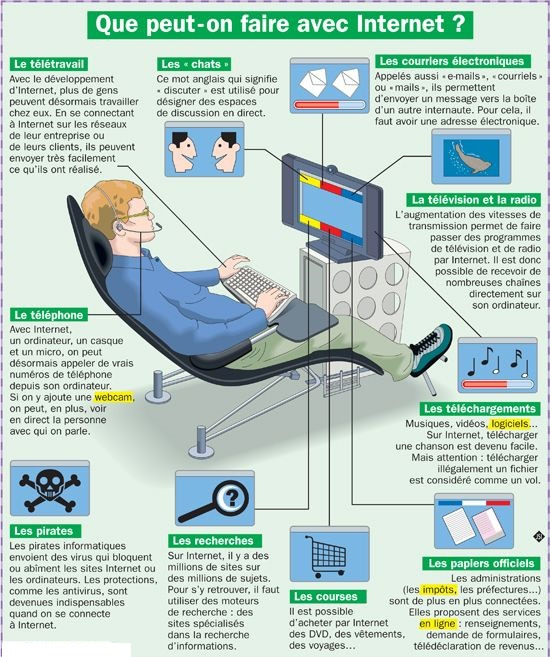 Que peut-on faire avec Internet ?
Le télétravail
Avec le développement
d'Internet, plus de gens
peuvent désormais travailler
chez eux. En se connectant
à Internet sur les réseaux
de leur entreprise ou
de leurs clients, ils peuvent
envoyer très facilement
ce qu'ils ont réalisé.
Les « chats »
Ce mot anglais qui signifie
« discuter » est utilisé pour
désigner des espaces
de discussion en direct.
Les courriers électroniques
Appelés aussi « e-mails », « courriels »
ou « mails », ils permettent
d'envoyer un message vers la boîte
d'un autre internaute. Pour cela, il
faut avoir une adresse électronique.
La télévision et la radio
L'augmentation des vitesses de
transmission permet de faire
passer des programmes
de télévision et de radio
par Internet. Il est donc
possible de recevoir de
nombreuses chaînes
directement sur
son ordinateur.
Le téléphone
Avec Internet,
un ordinateur, un casque
et un micro, on peut
désormais appeler de vrais
numéros de téléphone
depuis son ordinateur.
Si on y ajoute une webcam,
on peut, en plus, voir
en direct la personne
avec qui on parle.
Les téléchargements
Musiques, vidéos, logiciels...
Sur Internet, télécharger
une chanson est devenu facile.
Mais attention : télécharger
illégalement un fichier
est considéré comme un vol.
Les pirates
Les pirates informatiques
envoient des virus qui bloquent
ou abîment les sites Internet ou
les ordinateurs. Les protections,
comme les antivirus, sont
devenues indispensables
quand on se connecte
à Internet.
?
Les recherches
Sur Internet, il y a des
millions de sites sur
des millions de sujets.
Pour s'y retrouver, il faut
utiliser des moteurs
de recherche : des
sites spécialisés
dans la recherche
d'informations.
Les courses
Il est possible
d'acheter par Internet
des DVD, des vêtements,
des voyages...
Les papiers officiels
Les administrations
(les impôts, les préfectures...)
sont de plus en plus connectées.
Elles proposent des services
en ligne : renseignements,
demande de formulaires,
télédéclaration de revenus...